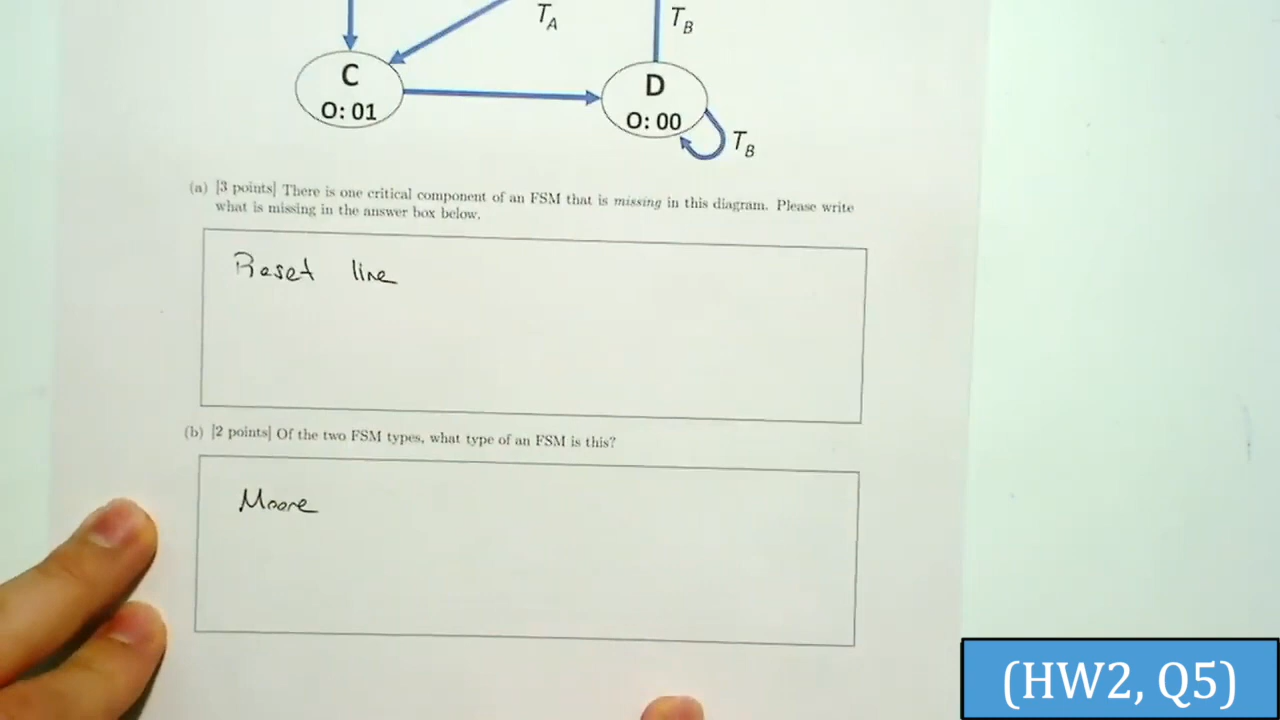 T_A
T_B
C
O: 01
D
O: 00
T_B
(a) [3 points] There is one critical component of an FSM that is missing in this diagram. Please write
what is missing in the answer box below.
Reset line
(b) [2 points] Of the two FSM types, what type of an FSM is this?
Moore
(HW2, Q5)